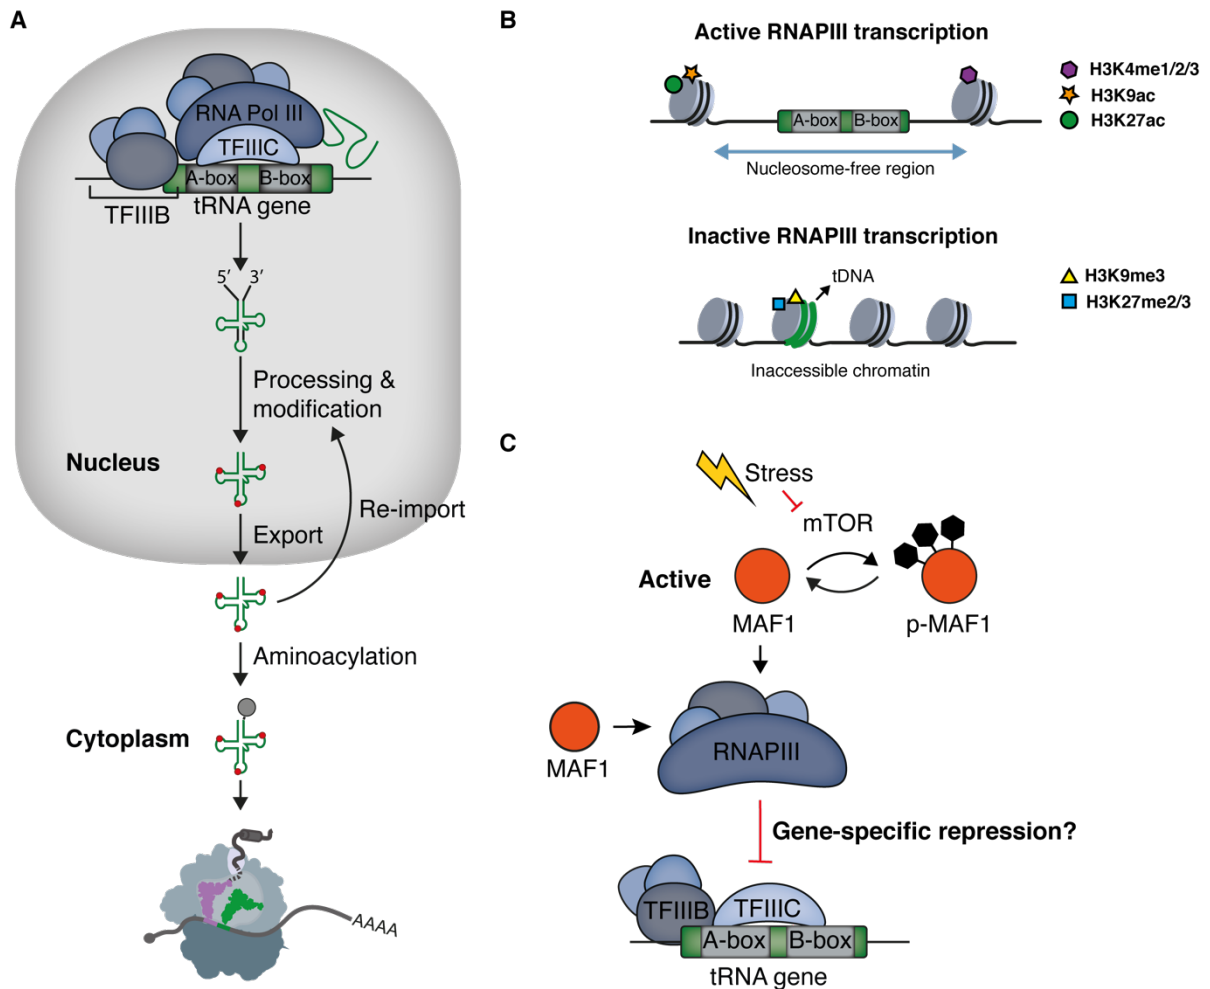 A
RNA Pol III
TFIIIC
A-box
B-box
TFIIIB
tRNA gene
5′
3′
Processing &
modification
Nucleus
Re-import
Export
Aminoacylation
Cytoplasm
AAAA
B
Active RNAPIII transcription
H3K4me1/2/3
H3K9ac
H3K27ac
A-box
B-box
Nucleosome-free region
Inactive RNAPIII transcription
tDNA
H3K9me3
H3K27me2/3
Inaccessible chromatin
C
Stress
mTOR
Active
MAF1
p-MAF1
RNAPIII
MAF1
Gene-specific repression?
TFIIIB
TFIIIC
A-box
B-box
tRNA gene